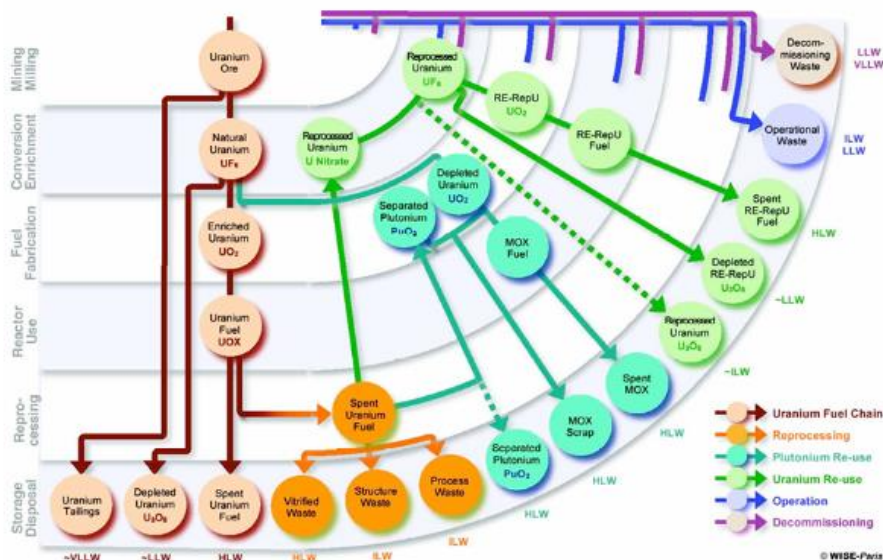 Mining
Milling
Conversion
Enrichment
Fuel
Fabrication
Reactor
Use
Repro-
cessing
Storage
Disposal
Uranium
Ore
Natural
Uranium
UF₆
Enriched
Uranium
UO₂
Uranium
Fuel
UOX
Uranium
Tailings
Depleted
Uranium
U₃O₈
Spent
Uranium
Fuel
Spent
Uranium
Fuel
Vitrified
Waste
Structure
Waste
Process
Waste
Reprocessed
Uranium
U Nitrate
Reprocessed
Uranium
UF₆
RE-RepU
UO₂
RE-RepU
Fuel
Spent
RE-RepU
Fuel
Depleted
RE-RepU
U₃O₈
Reprocessed
Uranium
U₃O₈
Depleted
Uranium
UO₂
Separated
Plutonium
PuO₂
MOX
Fuel
Spent
MOX
MOX
Scrap
Separated
Plutonium
PuO₂
Decom-
missioning
Waste
Operational
Waste
LLW
VLLW
ILW
LLW
HLW
~LLW
~ILW
HLW
HLW
HLW
~VLLW
~LLW
HLW
HLW
ILW
ILW
Uranium Fuel Chain
Reprocessing
Plutonium Re-use
Uranium Re-use
Operation
Decommissioning
© WISE-Paris